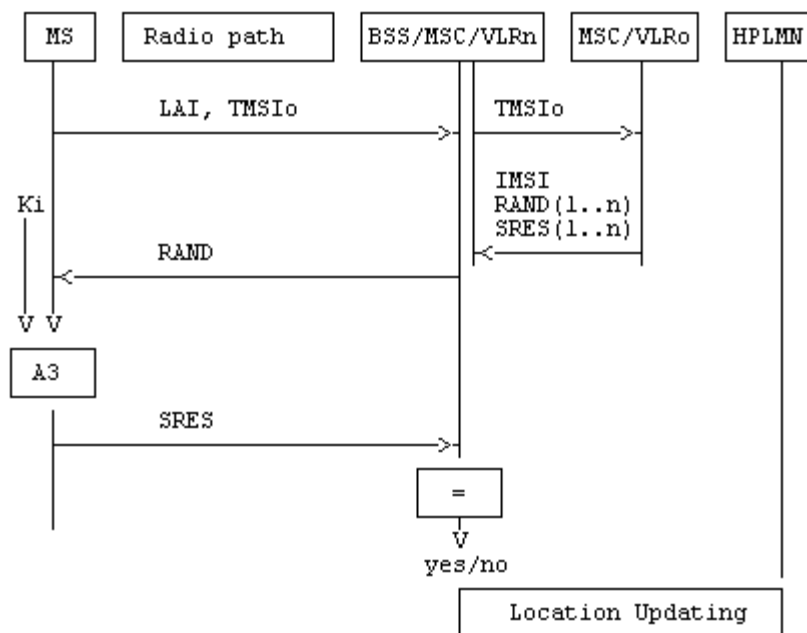 MS
Radio path
BSS/MSC/VLRn
MSC/VLRo
HPLMN
LAI, TMSIo
TMSIo
IMSI
RAND(1..n)
SRES(1..n)
Ki
RAND
V V
A3
SRES
=
V
yes/no
Location Updating